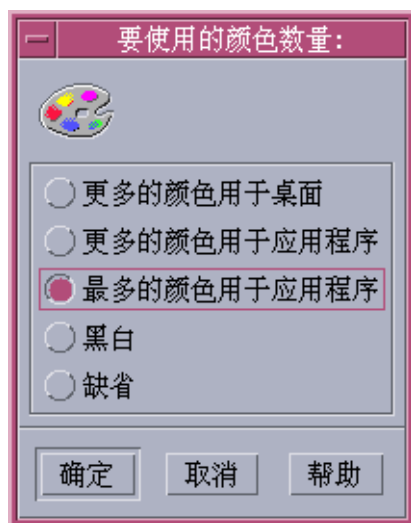 要使用的颜色数量:
更多的颜色用于桌面
更多的颜色用于应用程序
最多的颜色用于应用程序
黑白
缺省
确定 取消 帮助